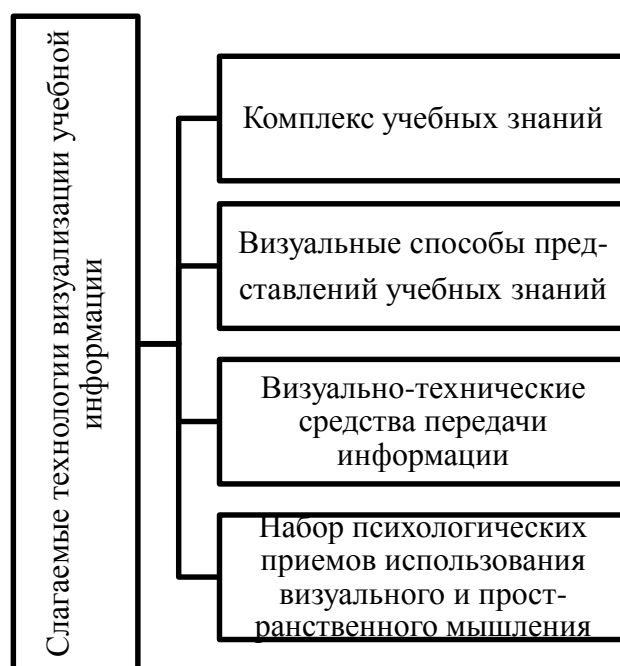 Слагаемые технологии визуализации учебной
информации
Комплекс учебных знаний
Визуальные способы пред-
ставлений учебных знаний
Визуально-технические
средства передачи
информации
Набор психологических
приемов использования
визуального и прост-
ранственного мышления